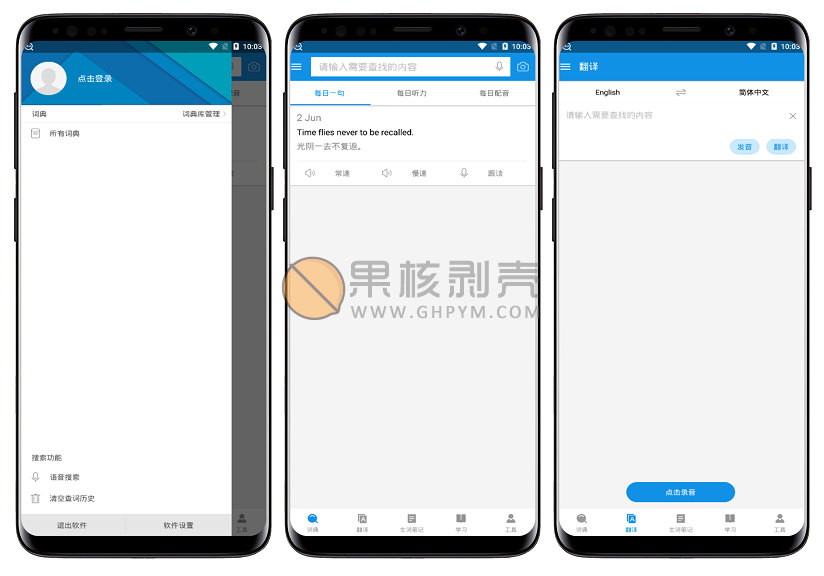 10:03
点击登录
词典
词典库管理 >
所有词典
搜索功能
语音搜索
清空查词历史
退出软件
软件设置
工具
10:03
请输入需要查找的内容
每日一句
每日听力
每日配音
2 Jun
Time flies never to be recalled.
光阴一去不复返。
常速
慢速
跟读
果核剥壳
WWW.GHPYM.COM
词典
翻译
生词笔记
学习
工具
10:03
翻译
English
简体中文
请输入需要查找的内容
发音
翻译
点击录音
词典
翻译
生词笔记
学习
工具